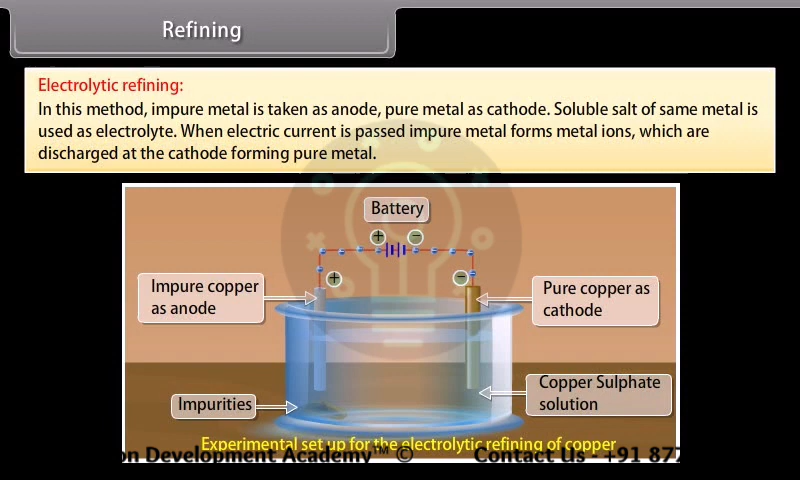 Refining
Electrolytic refining:
In this method, impure metal is taken as anode, pure metal as cathode. Soluble salt of same metal is
used as electrolyte. When electric current is passed impure metal forms metal ions, which are
discharged at the cathode forming pure metal.
Battery
+ −
+ −
Impure copper
as anode
Pure copper as
cathode
Copper Sulphate
solution
Impurities
Experimental set up for the electrolytic refining of copper
on Development Academy™ © Contact Us - +91 87